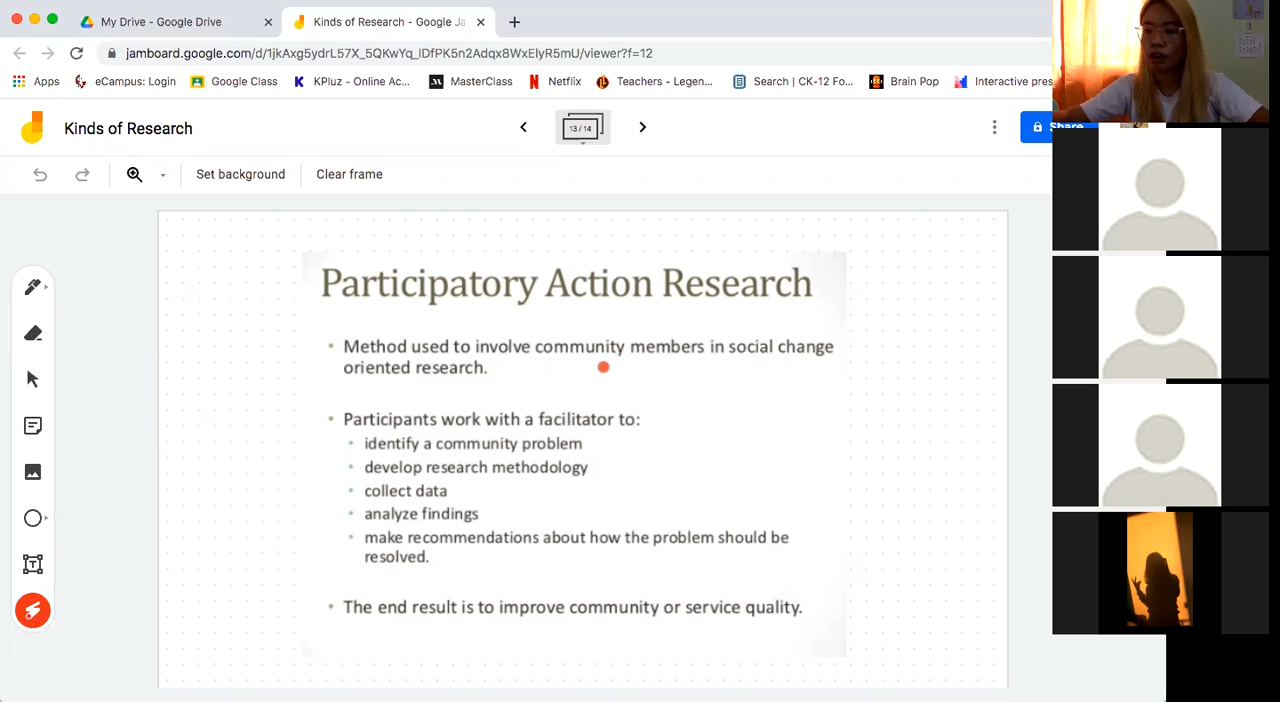 My Drive - Google Drive
Kinds of Research - Google Ja
jamboard.google.com/d/1jkAxg5ydrL57X_5QKwYq_lDfPK5n2Adqx8WxElyR5mU/viewer?f=12
Apps eCampus: Login Google Class KPluz - Online Ac... MasterClass Netflix Teachers - Legen... Search | CK-12 Fo... Brain Pop Interactive pres
Kinds of Research
13 / 14
Share
Set background
Clear frame
Participatory Action Research
• Method used to involve community members in social change
oriented research.
• Participants work with a facilitator to:
• identify a community problem
• develop research methodology
• collect data
• analyze findings
• make recommendations about how the problem should be
resolved.
• The end result is to improve community or service quality.